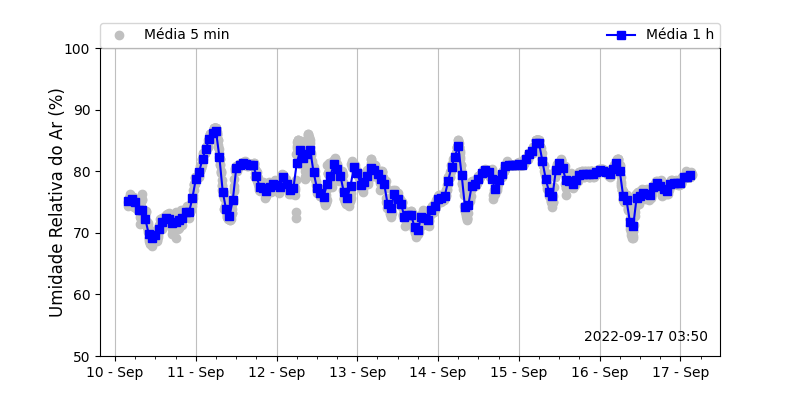 Média 5 min
Média 1 h
Umidade Relativa do Ar (%)
100
90
80
70
60
50
2022-09-17 03:50
10 - Sep
11 - Sep
12 - Sep
13 - Sep
14 - Sep
15 - Sep
16 - Sep
17 - Sep